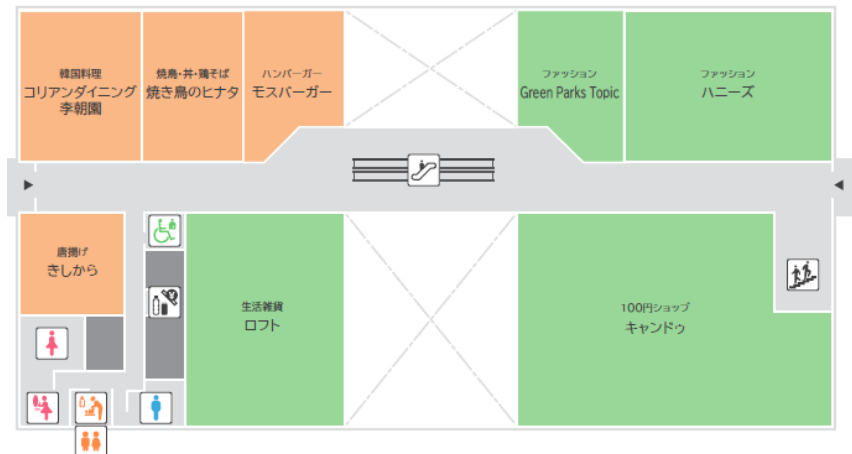 韓国料理
コリアンダイニング
李朝園
焼鳥・丼・鶏そば
焼き鳥のヒナタ
ハンバーガー
モスバーガー
ファッション
Green Parks Topic
ファッション
ハニーズ
唐揚げ
きしから
生活雑貨
ロフト
100円ショップ
キャンドゥ